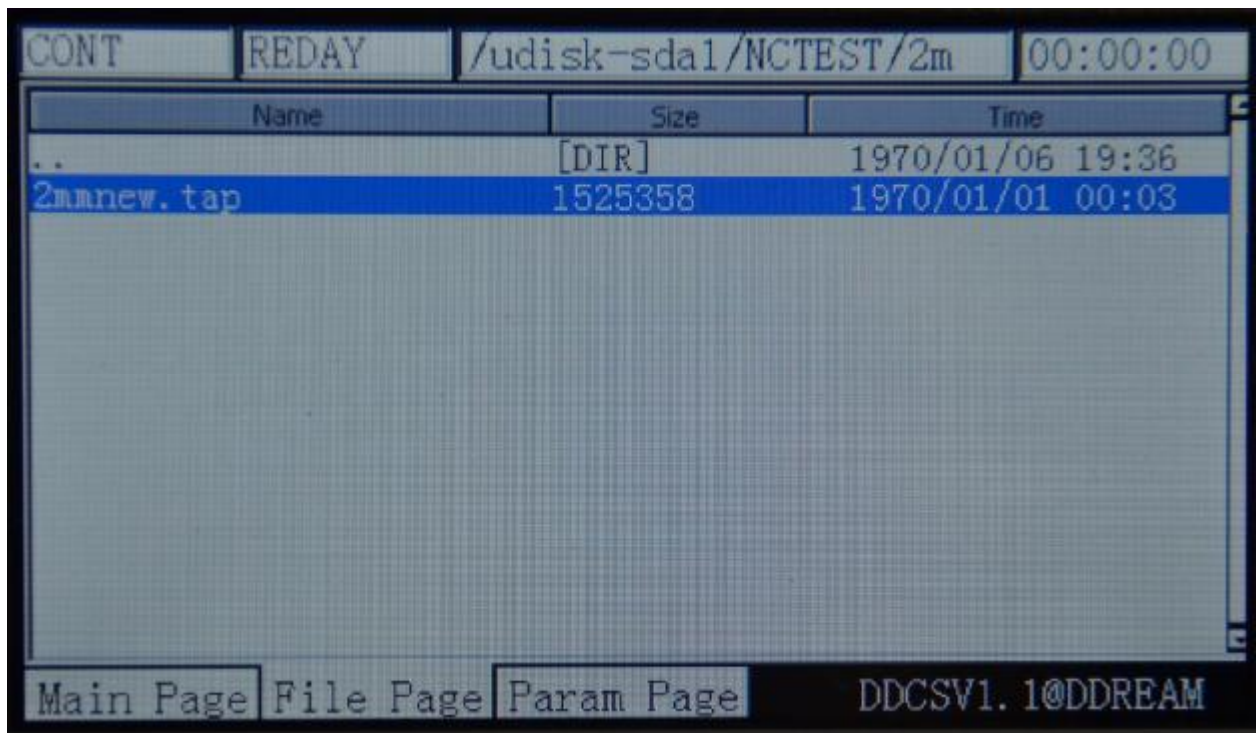 CONT REDAY /udisk-sda1/NCTEST/2m 00:00:00
Name Size Time
.. [DIR] 1970/01/06 19:36
2mmnew.tap 1525358 1970/01/01 00:03
Main Page File Page Param Page DDCSV1.1@DDREAM